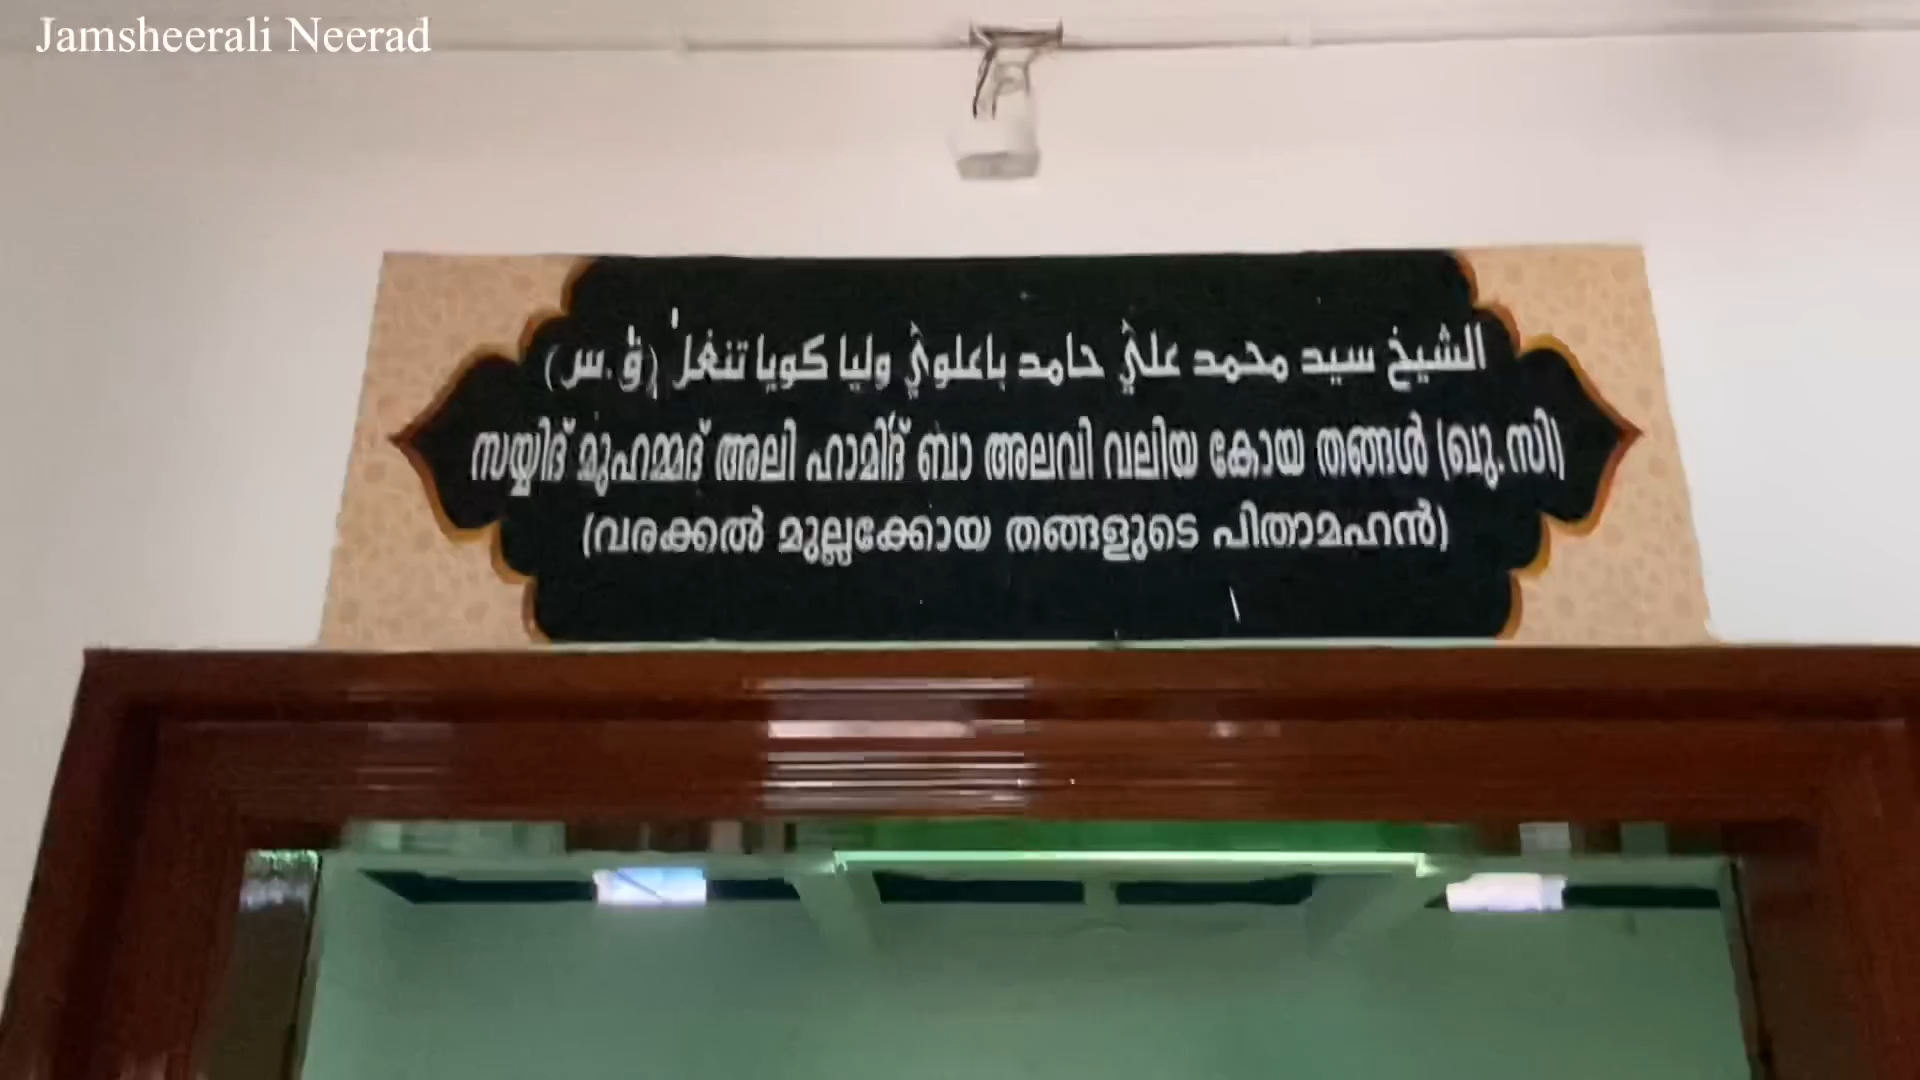 Jamsheerali Neerad
الشيخ سيد محمد علي حامد باعلوي وليا كويا تنغل (ق.س)
സയ്യിദ് മുഹമ്മദ് അലി ഹാമിദ് ബാ അലവി വലിയ കോയ തങ്ങൾ (ഖു.സി)
(വരക്കൽ മുല്ലക്കോയ തങ്ങളുടെ പിതാമഹൻ)